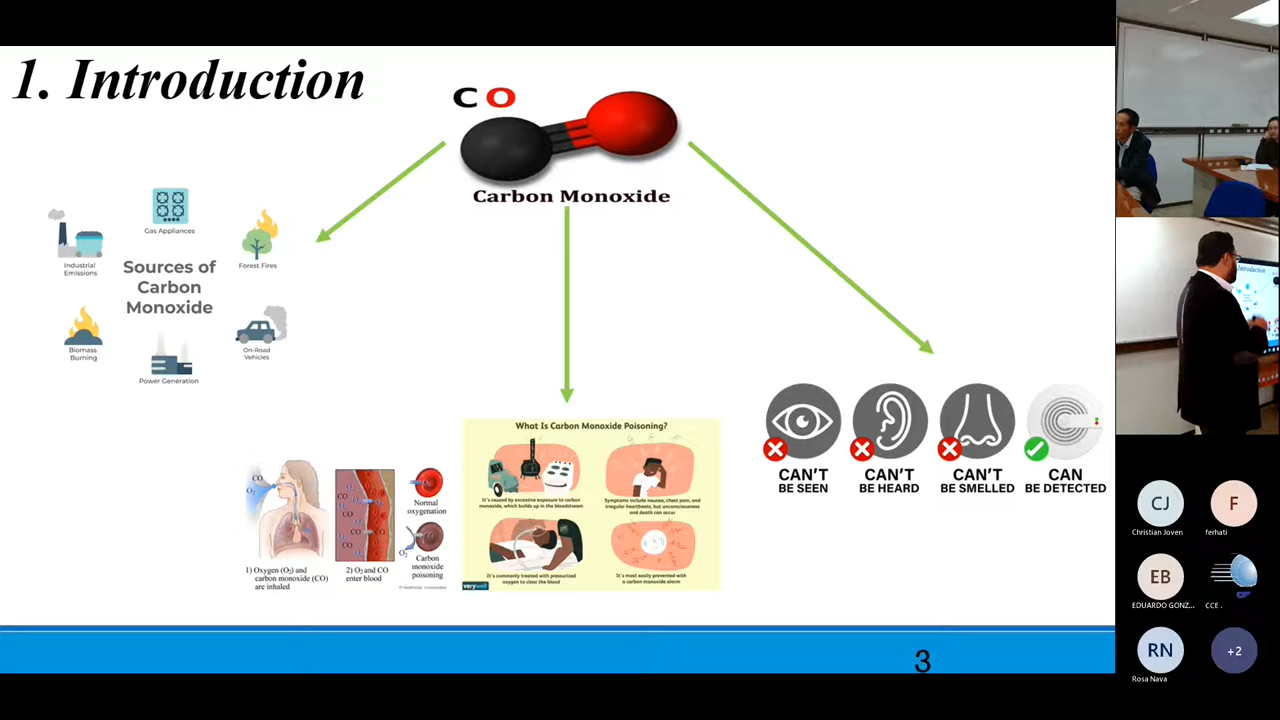 1. Introduction
CO
Carbon Monoxide
Gas Appliances
Industrial
Emissions
Forest Fires
Sources of
Carbon
Monoxide
Biomass
Burning
On-Road
Vehicles
Power Generation
CO
O₂
Normal
oxygenation
Carbon
monoxide
poisoning
O₂
1) Oxygen (O₂) and
carbon monoxide (CO)
are inhaled
2) O₂ and CO
enter blood
What Is Carbon Monoxide Poisoning?
It's caused by excessive exposure to carbon
monoxide, which builds up in the bloodstream
Symptoms include nausea, chest pain, and
irregular heartbeats, but unconsciousness
and death can occur
It's commonly treated with pressurized
oxygen to clear the blood
It's most easily prevented with
a carbon monoxide alarm
verywell
CAN'T
BE SEEN
CAN'T
BE HEARD
CAN'T
BE SMELLED
CAN
BE DETECTED
3
Introduction
CJ
Christian Joven
F
ferhati
EB
EDUARDO GONZ...
CCE .
RN
Rosa Nava
+2